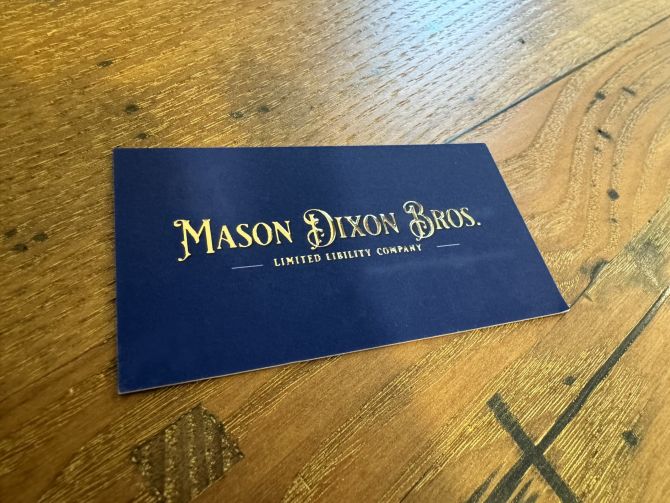 Mason Dixon Bros.
LIMITED LIBILITY COMPANY